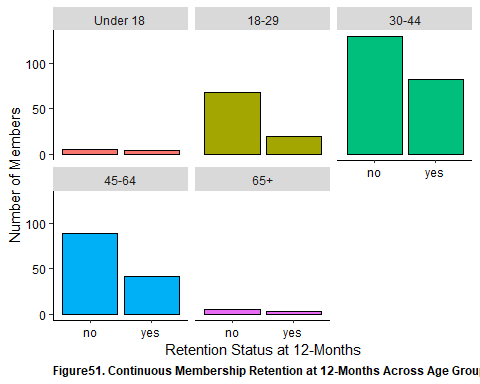 Under 18
18-29
30-44
100
50
0
no
yes
45-64
65+
100
50
0
no
yes
no
yes
Number of Members
Retention Status at 12-Months
Figure51. Continuous Membership Retention at 12-Months Across Age